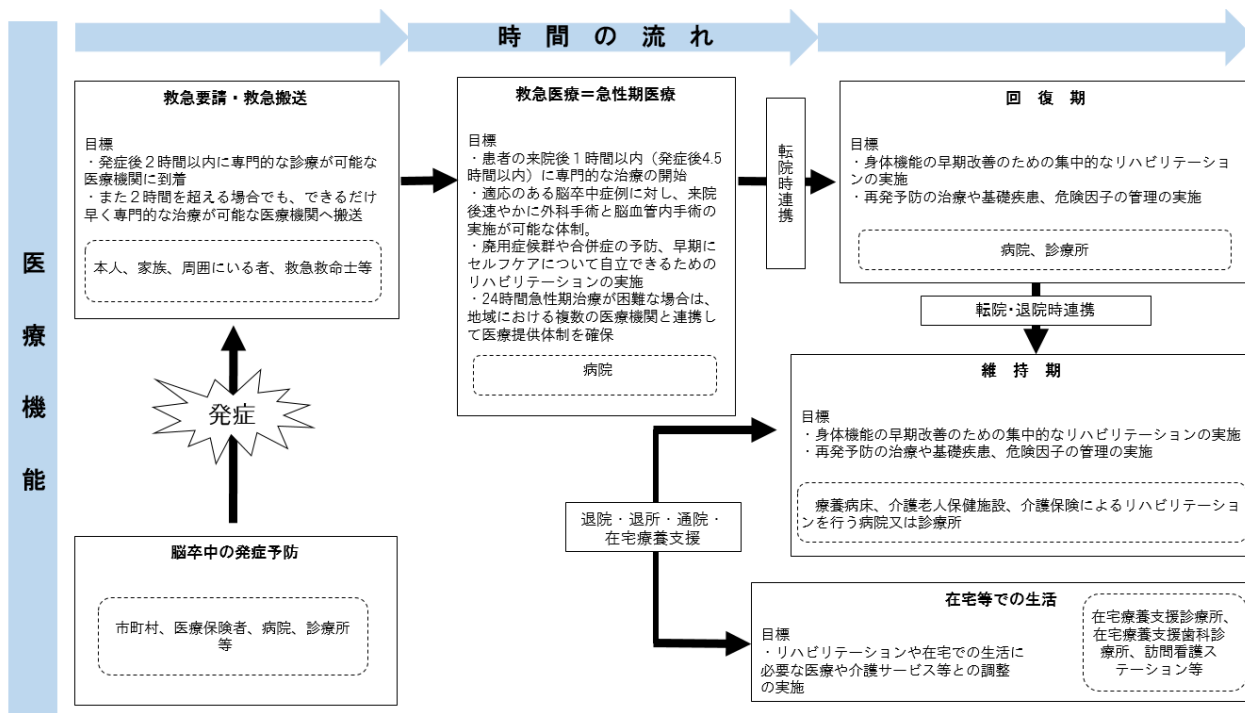 時間の流れ
医療機能
救急要請・救急搬送
目標
・発症後２時間以内に専門的な診療が可能な
医療機関に到着
・また２時間を超える場合でも、できるだけ
早く専門的な治療が可能な医療機関へ搬送
本人、家族、周囲にいる者、救急救命士等
発症
脳卒中の発症予防
市町村、医療保険者、病院、診療所
等
救急医療＝急性期医療
目標
・患者の来院後１時間以内（発症後4.5
時間以内）に専門的な治療の開始
・適応のある脳卒中症例に対し、来院
後速やかに外科手術と脳血管内手術の
実施が可能な体制。
・廃用症候群や合併症の予防、早期に
セルフケアについて自立できるための
リハビリテーションの実施
・24時間急性期治療が困難な場合は、
地域における複数の医療機関と連携し
て医療提供体制を確保
病院
転院時連携
回復期
目標
・身体機能の早期改善のための集中的なリハビリテーショ
ンの実施
・再発予防の治療や基礎疾患、危険因子の管理の実施
病院、診療所
転院･退院時連携
維持期
目標
・身体機能の早期改善のための集中的なリハビリテーションの実施
・再発予防の治療や基礎疾患、危険因子の管理の実施
療養病床、介護老人保健施設、介護保険によるリハビリテーション
を行う病院又は診療所
退院・退所・通院・
在宅療養支援
在宅等での生活
目標
・リハビリテーションや在宅での生活に
必要な医療や介護サービス等との調整
の実施
在宅療養支援診療所、
在宅療養支援歯科診
療所、訪問看護ス
テーション等